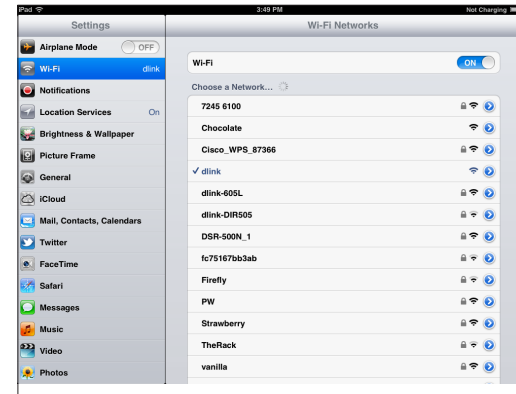 iPad
3:49 PM
Not Charging
Settings
Airplane Mode OFF
Wi-Fi dlink
Notifications
Location Services On
Brightness & Wallpaper
Picture Frame
General
iCloud
Mail, Contacts, Calendars
Twitter
FaceTime
Safari
Messages
Music
Video
Photos
Wi-Fi Networks
Wi-Fi ON
Choose a Network...
7245 6100
Chocolate
Cisco_WPS_87366
dlink
dlink-605L
dlink-DIR505
DSR-500N_1
fc75167bb3ab
Firefly
PW
Strawberry
TheRack
vanilla